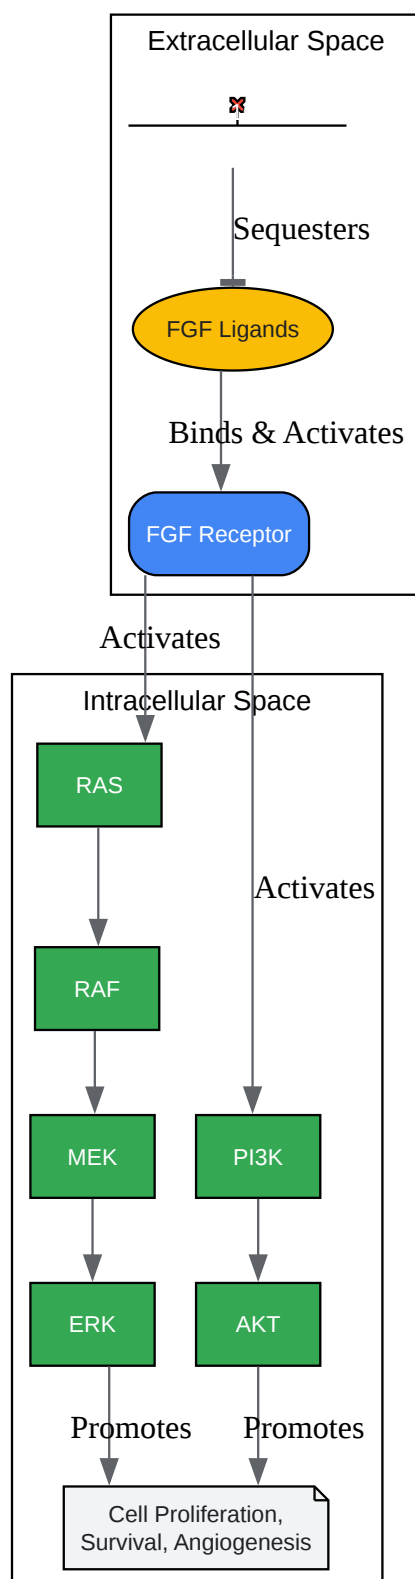 Extracellular Space
Sequesters
FGF Ligands
Binds & Activates
FGF Receptor
Activates
Intracellular Space
RAS
Activates
RAF
MEK
PI3K
ERK
AKT
Promotes
Promotes
Cell Proliferation,
Survival, Angiogenesis